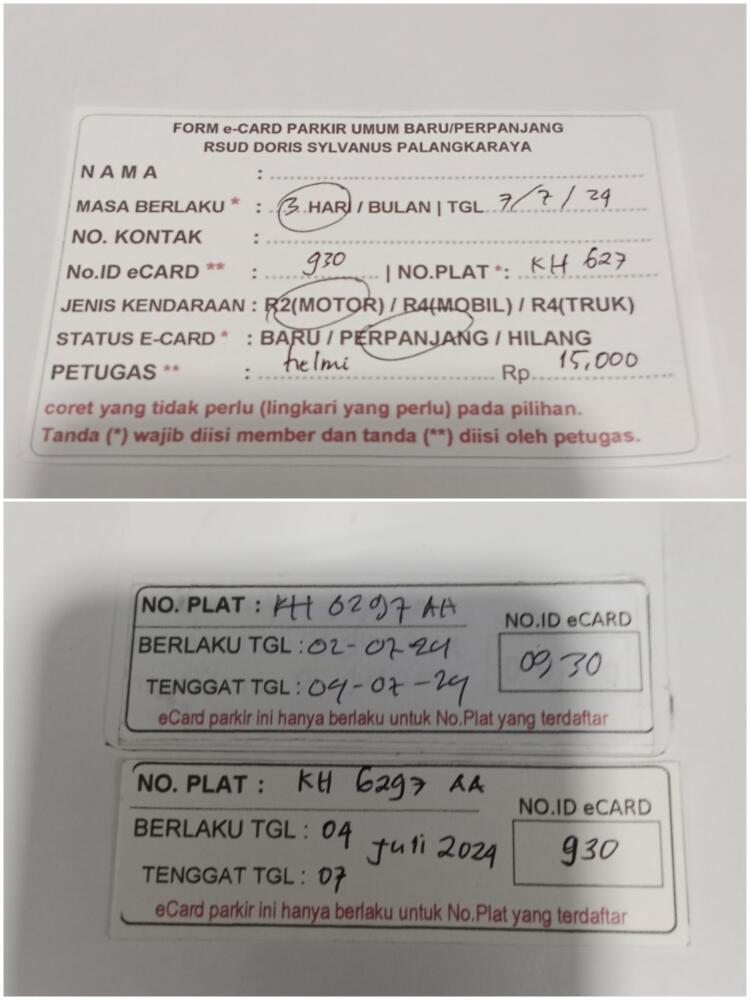 FORM e-CARD PARKIR UMUM BARU/PERPANJANG
RSUD DORIS SYLVANUS PALANGKARAYA
NAMA :
MASA BERLAKU * : 3 HARI / BULAN | TGL 7/7/24
NO. KONTAK :
No.ID eCARD ** : 930 | NO.PLAT *: KH 627
JENIS KENDARAAN : R2(MOTOR) / R4(MOBIL) / R4(TRUK)
STATUS E-CARD * : BARU / PERPANJANG / HILANG
PETUGAS ** : helmi Rp. 15,000
coret yang tidak perlu (lingkari yang perlu) pada pilihan.
Tanda (*) wajib diisi member dan tanda (**) diisi oleh petugas.
NO. PLAT : KH 6297 AA
NO.ID eCARD
BERLAKU TGL : 02-07-24
0930
TENGGAT TGL : 04-07-24
eCard parkir ini hanya berlaku untuk No.Plat yang terdaftar
NO. PLAT : KH 6297 AA
NO.ID eCARD
BERLAKU TGL : 04 Juli 2024
930
TENGGAT TGL : 07
eCard parkir ini hanya berlaku untuk No.Plat yang terdaftar